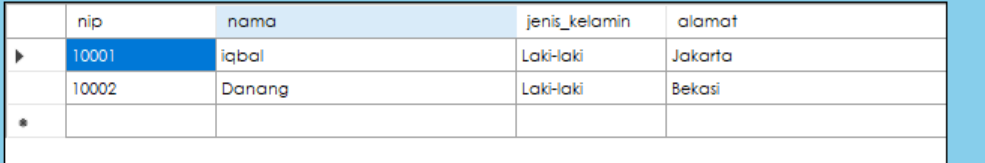 nip nama jenis_kelamin alamat
10001 iqbal Laki-laki Jakarta
10002 Danang Laki-laki Bekasi